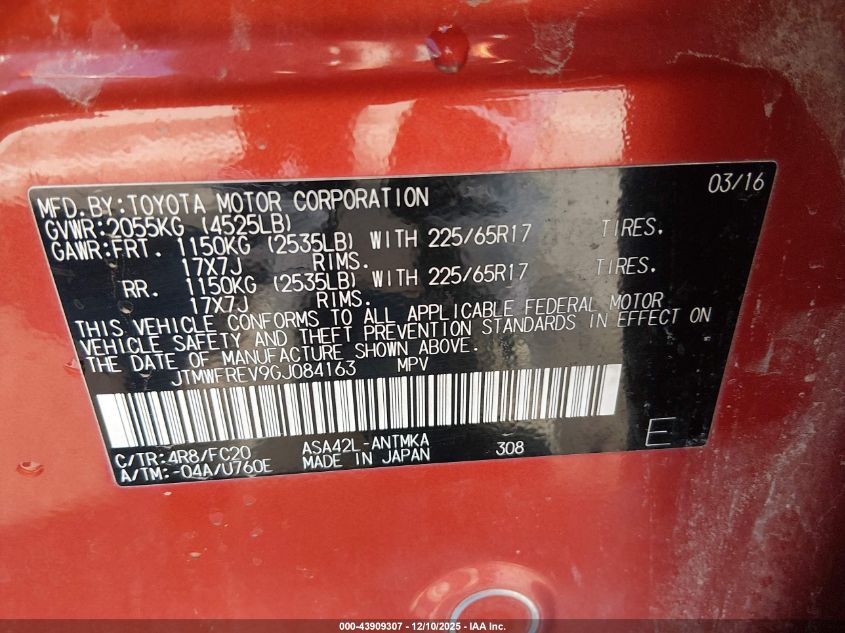 MFD.BY:TOYOTA MOTOR CORPORATION 03/16
GVWR:2055KG (4525LB)
GAWR:FRT. 1150KG (2535LB) WITH 225/65R17 TIRES.
17X7J RIMS.
RR. 1150KG (2535LB) WITH 225/65R17 TIRES.
17X7J RIMS.
THIS VEHICLE CONFORMS TO ALL APPLICABLE FEDERAL MOTOR
VEHICLE SAFETY AND THEFT PREVENTION STANDARDS IN EFFECT ON
THE DATE OF MANUFACTURE SHOWN ABOVE.
JTMWFREV9GJ084163 MPV
C/TR:4R8/FC20 ASA42L-ANTMKA 308 E
A/TM:-04A/U760E MADE IN JAPAN
000-43909307 - 12/10/2025 - IAA Inc.